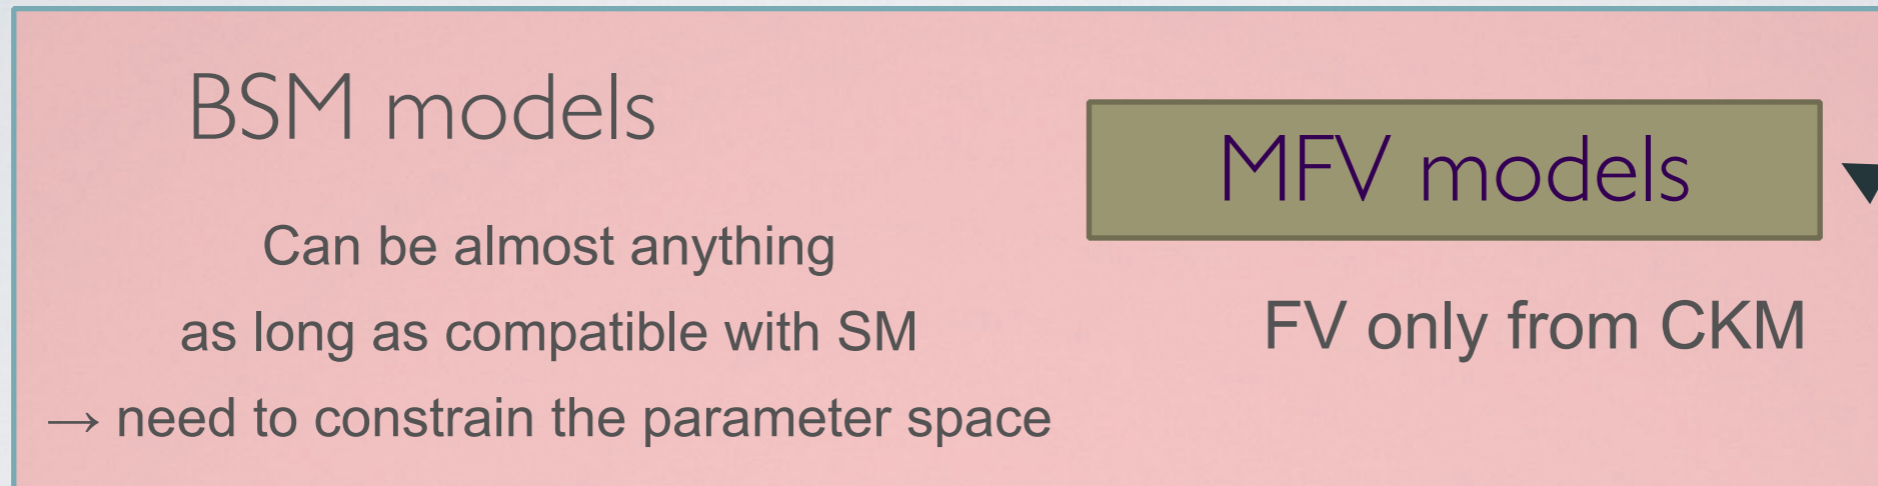 BSM models
Can be almost anything
as long as compatible with SM
→ need to constrain the parameter space
MFV models
FV only from CKM